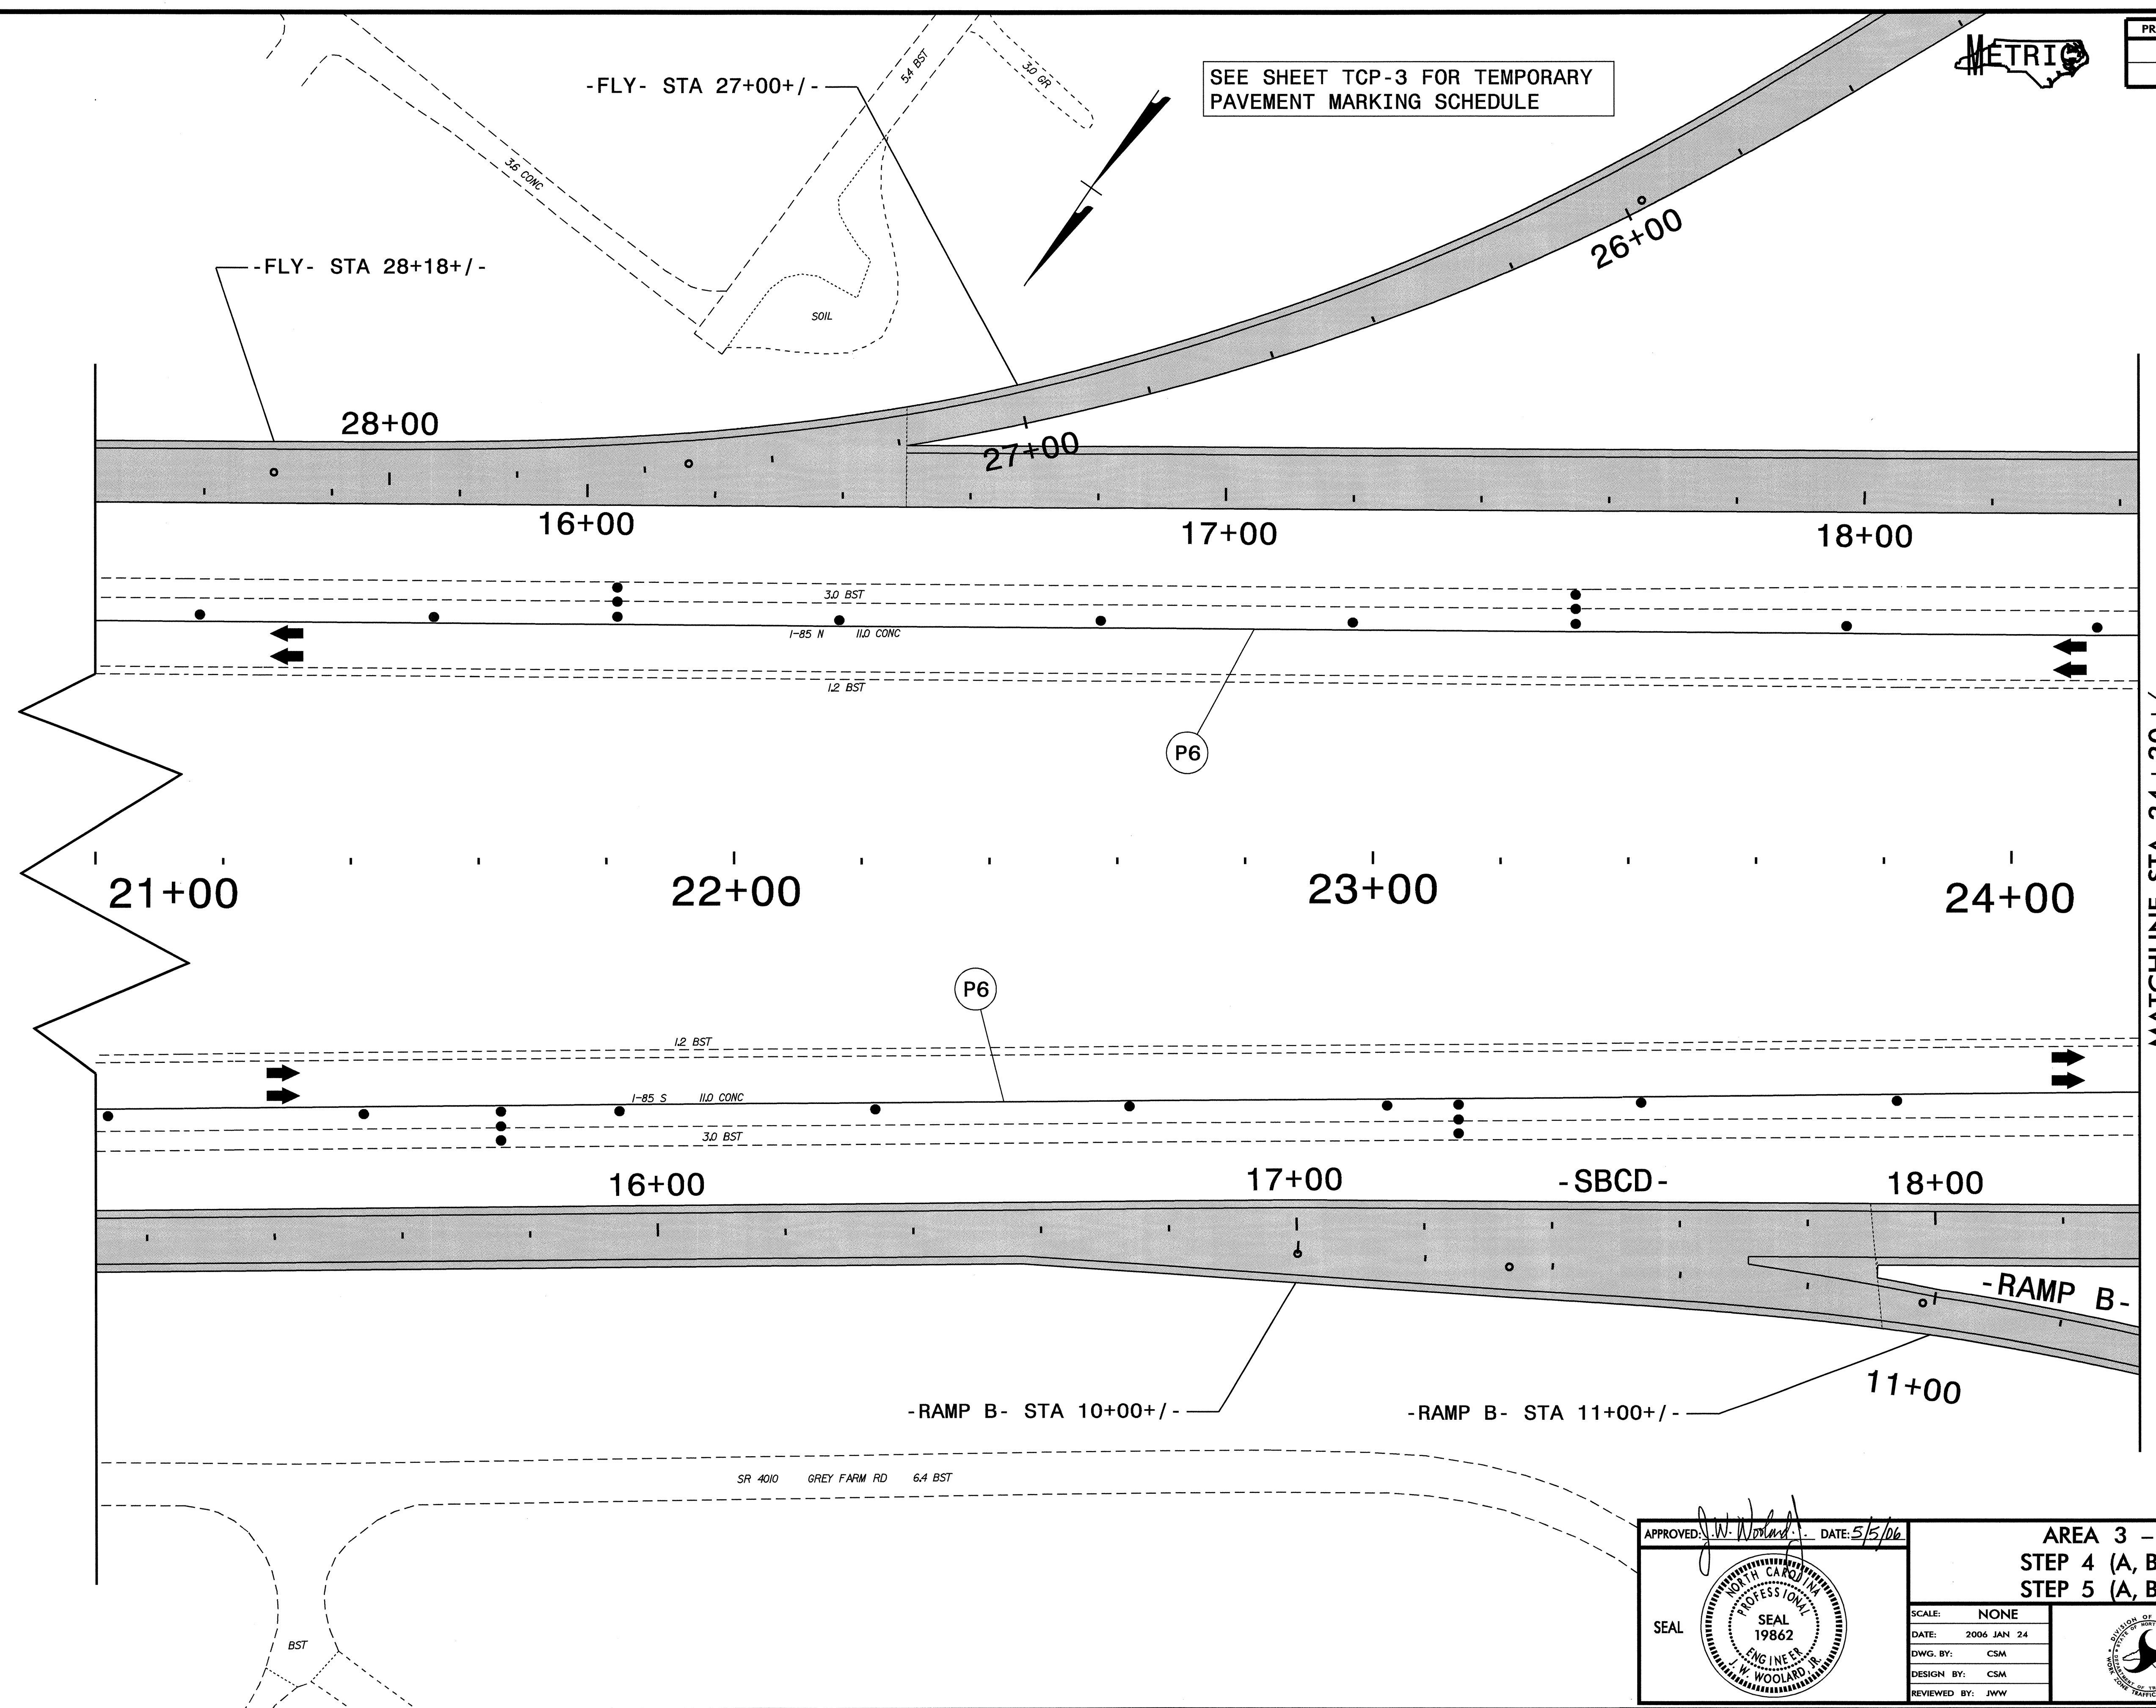 METRIC
PR
-FLY- STA 27+00+/-
5.4 BST
3.0 GR
SEE SHEET TCP-3 FOR TEMPORARY
PAVEMENT MARKING SCHEDULE
3.6 CONC
-FLY- STA 28+18+/-
SOIL
26+00
28+00
27+00
16+00
17+00
18+00
3.0 BST
I-85 N 11.0 CONC
1.2 BST
P6
21+00
22+00
23+00
24+00
P6
1.2 BST
I-85 S 11.0 CONC
3.0 BST
16+00
17+00
-SBCD-
18+00
-RAMP B-
-RAMP B- STA 10+00+/-
-RAMP B- STA 11+00+/-
11+00
SR 4010 GREY FARM RD 6.4 BST
BST
APPROVED: J. W. Woolard, Jr. DATE: 5/5/06
SEAL
NORTH CAROLINA
PROFESSIONAL
SEAL
19862
ENGINEER
J. W. WOOLARD, JR.
AREA 3 –
STEP 4 (A, B
STEP 5 (A, B
SCALE: NONE
DATE: 2006 JAN 24
DWG. BY: CSM
DESIGN BY: CSM
REVIEWED BY: JWW
DIVISION OF